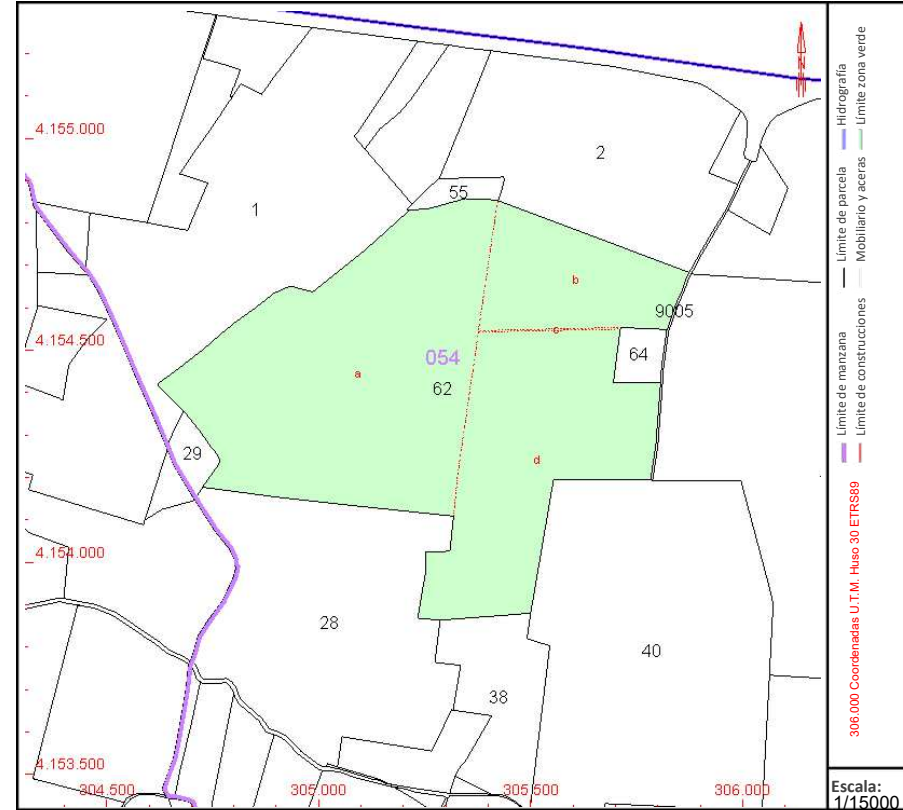 N
4.155.000
2
1
55
b
9005
c
4.154.500
054
64
a
62
d
29
4.154.000
28
40
38
4.153.500
304.500
305.000
305.500
306.000
Hidrografía
Límite zona verde
Límite de parcela
Mobiliario y aceras
Límite de manzana
Límite de construcciones
306.000 Coordenadas U.T.M. Huso 30 ETRS89
Escala:
1/15000